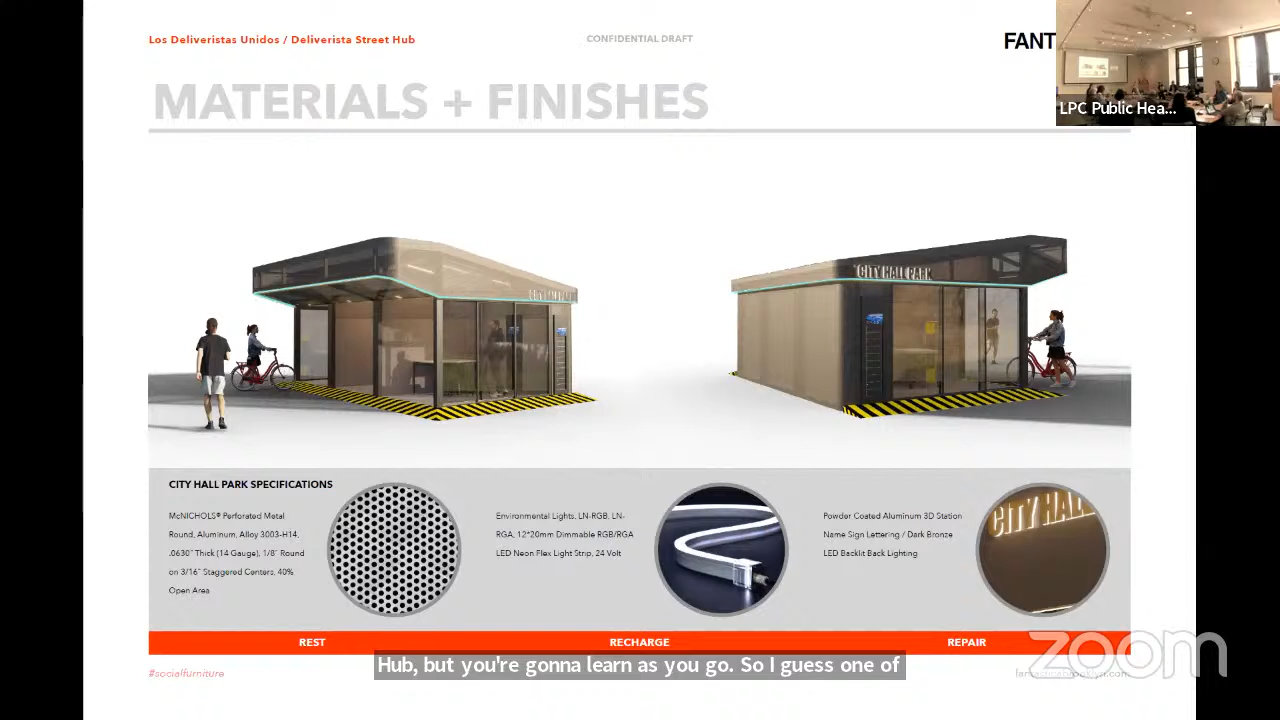 Los Deliveristas Unidos / Deliverista Street Hub
CONFIDENTIAL DRAFT
FANT
LPC Public Hea...
MATERIALS + FINISHES
CITY HALL PARK
CITY HALL PARK
CITY HALL PARK SPECIFICATIONS
McNICHOLS® Perforated Metal
Round, Aluminum, Alloy 3003-H14,
.0630" Thick (14 Gauge), 1/8" Round
on 3/16" Staggered Centers, 40%
Open Area
Environmental Lights, LN-RGB, LN-
RGA, 12*20mm Dimmable RGB/RGA
LED Neon Flex Light Strip, 24 Volt
Powder Coated Aluminum 3D Station
Name Sign Lettering / Dark Bronze
LED Backlit Back Lighting
CITY HAL
REST
RECHARGE
REPAIR
Hub, but you're gonna learn as you go. So I guess one of
#socialfurniture
zoom